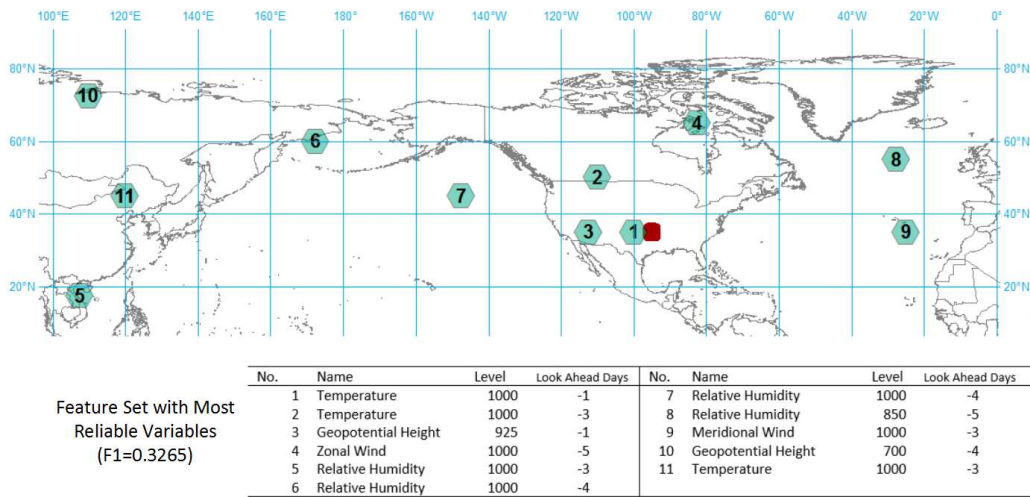 100°E 120°E 140°E 160°E 180° 160°W 140°W 120°W 100°W 80°W 60°W 40°W 20°W 0°
80°N 80°N
10
4
60°N 6 60°N
8
2
11 7
40°N 40°N
3 1 9
20°N 5 20°N
Feature Set with Most
Reliable Variables
(F1=0.3265)
No. Name Level Look Ahead Days No. Name Level Look Ahead Days
1 Temperature 1000 -1 7 Relative Humidity 1000 -4
2 Temperature 1000 -3 8 Relative Humidity 850 -5
3 Geopotential Height 925 -1 9 Meridional Wind 1000 -3
4 Zonal Wind 1000 -5 10 Geopotential Height 700 -4
5 Relative Humidity 1000 -3 11 Temperature 1000 -3
6 Relative Humidity 1000 -4